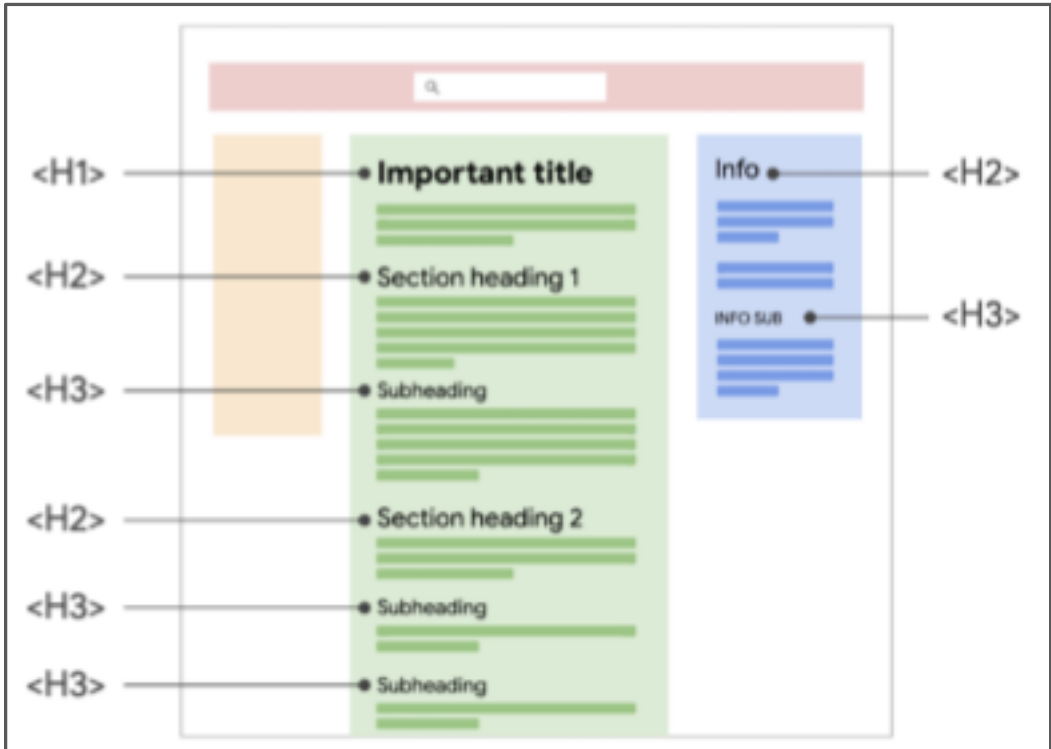 <H1>
Important title
Info
<H2>
<H2>
Section heading 1
INFO SUB
<H3>
<H3>
Subheading
<H2>
Section heading 2
<H3>
Subheading
<H3>
Subheading